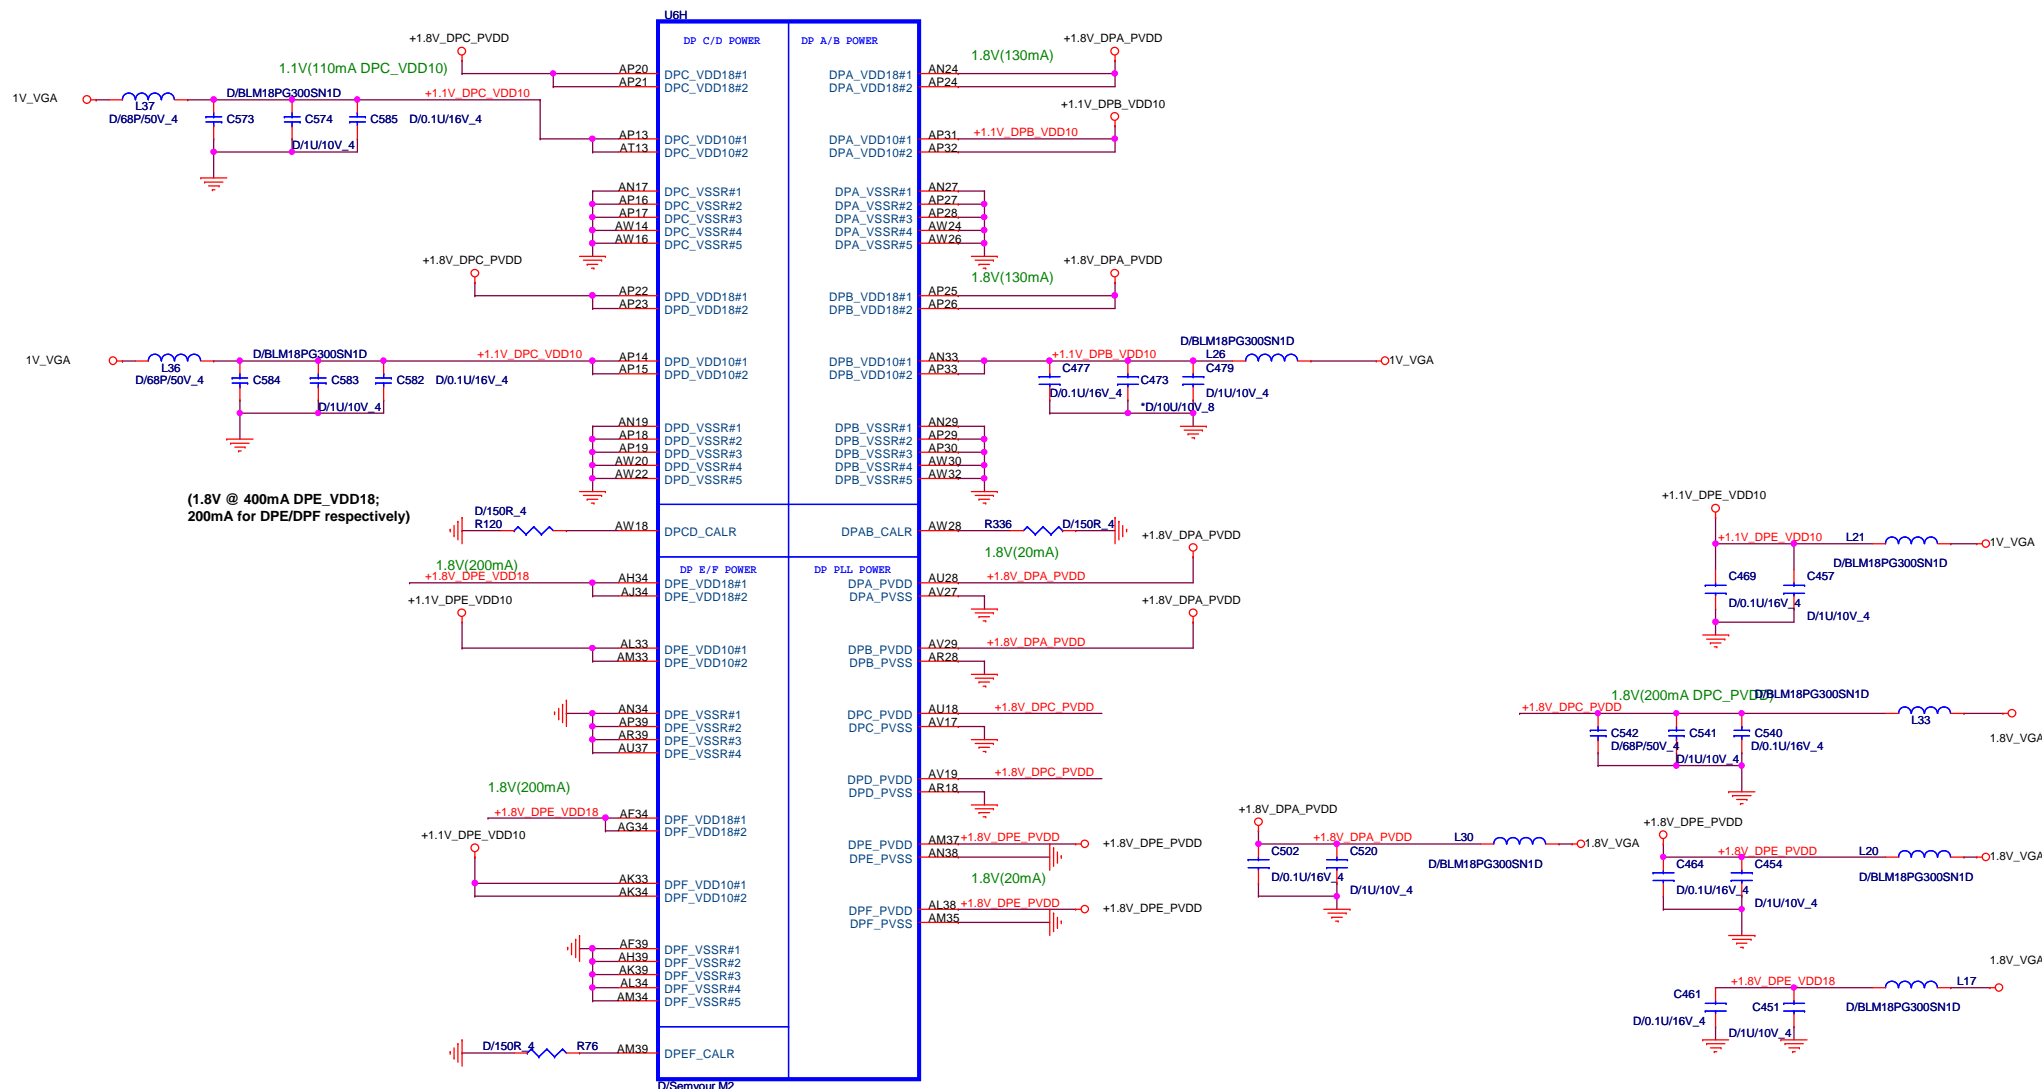 U6H
DP C/D POWER
DP A/B POWER
+1.8V_DPC_PVDD
1.1V(110mA DPC_VDD10)
1V_VGA
L37
D/68P/50V_4
D/BLM18PG300SN1D
C573
C574
C585
D/0.1U/16V_4
D/1U/10V_4
+1.1V_DPC_VDD10
AP20 DPC_VDD18#1
AP21 DPC_VDD18#2
AP13 DPC_VDD10#1
AT13 DPC_VDD10#2
AN17 DPC_VSSR#1
AP16 DPC_VSSR#2
AP17 DPC_VSSR#3
AW14 DPC_VSSR#4
AW16 DPC_VSSR#5
+1.8V_DPC_PVDD
AP22 DPD_VDD18#1
AP23 DPD_VDD18#2
1V_VGA
L36
D/68P/50V_4
D/BLM18PG300SN1D
C584
C583
C582
D/0.1U/16V_4
D/1U/10V_4
+1.1V_DPC_VDD10
AP14 DPD_VDD10#1
AP15 DPD_VDD10#2
AN19 DPD_VSSR#1
AP18 DPD_VSSR#2
AP19 DPD_VSSR#3
AW20 DPD_VSSR#4
AW22 DPD_VSSR#5
(1.8V @ 400mA DPE_VDD18;
200mA for DPE/DPF respectively)
D/150R_4
R120
AW18 DPCD_CALR
DP E/F POWER
1.8V(200mA)
+1.8V_DPE_VDD18
AH34 DPE_VDD18#1
AJ34 DPE_VDD18#2
+1.1V_DPE_VDD10
AL33 DPE_VDD10#1
AM33 DPE_VDD10#2
AN34 DPE_VSSR#1
AP39 DPE_VSSR#2
AR39 DPE_VSSR#3
AU37 DPE_VSSR#4
1.8V(200mA)
+1.8V_DPE_VDD18
AF34 DPF_VDD18#1
AG34 DPF_VDD18#2
+1.1V_DPE_VDD10
AK33 DPF_VDD10#1
AK34 DPF_VDD10#2
AF39 DPF_VSSR#1
AH39 DPF_VSSR#2
AK39 DPF_VSSR#3
AL34 DPF_VSSR#4
AM34 DPF_VSSR#5
D/150R_4
R76
AM39 DPEF_CALR
D/Semyour M2
+1.8V_DPA_PVDD
1.8V(130mA)
DPA_VDD18#1 AN24
DPA_VDD18#2 AP24
+1.1V_DPB_VDD10
+1.1V_DPB_VDD10
DPA_VDD10#1 AP31
DPA_VDD10#2 AP32
DPA_VSSR#1 AN27
DPA_VSSR#2 AP27
DPA_VSSR#3 AP28
DPA_VSSR#4 AW24
DPA_VSSR#5 AW26
+1.8V_DPA_PVDD
1.8V(130mA)
DPB_VDD18#1 AP25
DPB_VDD18#2 AP26
DPB_VDD10#1 AN33
DPB_VDD10#2 AP33
+1.1V_DPB_VDD10
D/BLM18PG300SN1D
L26
1V_VGA
C477
C473
C479
D/0.1U/16V_4
D/1U/10V_4
*D/10U/10V_8
DPB_VSSR#1 AN29
DPB_VSSR#2 AP29
DPB_VSSR#3 AP30
DPB_VSSR#4 AW30
DPB_VSSR#5 AW32
DPAB_CALR AW28
R336
D/150R_4
+1.8V_DPA_PVDD
1.8V(20mA)
DP PLL POWER
DPA_PVDD AU28
+1.8V_DPA_PVDD
DPA_PVSS AV27
+1.8V_DPA_PVDD
DPB_PVDD AV29
+1.8V_DPA_PVDD
DPB_PVSS AR28
DPC_PVDD AU18
+1.8V_DPC_PVDD
DPC_PVSS AV17
DPD_PVDD AV19
+1.8V_DPC_PVDD
DPD_PVSS AR18
DPE_PVDD AM37
+1.8V_DPE_PVDD
+1.8V_DPE_PVDD
DPE_PVSS AN38
1.8V(20mA)
DPF_PVDD AL38
+1.8V_DPE_PVDD
+1.8V_DPE_PVDD
DPF_PVSS AM35
+1.1V_DPE_VDD10
+1.1V_DPE_VDD10
L21
1V_VGA
D/BLM18PG300SN1D
C469
C457
D/0.1U/16V_4
D/1U/10V_4
1.8V(200mA DPC_PVDD)
D/BLM18PG300SN1D
+1.8V_DPC_PVDD
L33
1.8V_VGA
C542
C541
C540
D/68P/50V_4
D/0.1U/16V_4
D/1U/10V_4
+1.8V_DPA_PVDD
+1.8V_DPA_PVDD
L30
1.8V_VGA
C502
C520
D/BLM18PG300SN1D
D/0.1U/16V_4
D/1U/10V_4
+1.8V_DPE_PVDD
+1.8V_DPE_PVDD
L20
1.8V_VGA
C464
C454
D/BLM18PG300SN1D
D/0.1U/16V_4
D/1U/10V_4
1.8V_VGA
+1.8V_DPE_VDD18
L17
C461
C451
D/BLM18PG300SN1D
D/0.1U/16V_4
D/1U/10V_4